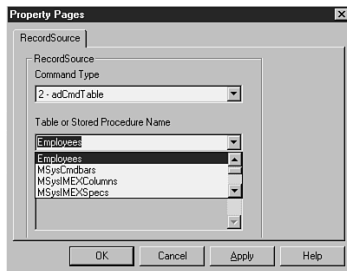 Property Pages
RecordSource
RecordSource
Command Type
2 - adCmdTable
Table or Stored Procedure Name
Employees
Employees
MSysCmdbars
MSysIMEXColumns
MSysIMEXSpecs
OK Cancel Apply Help